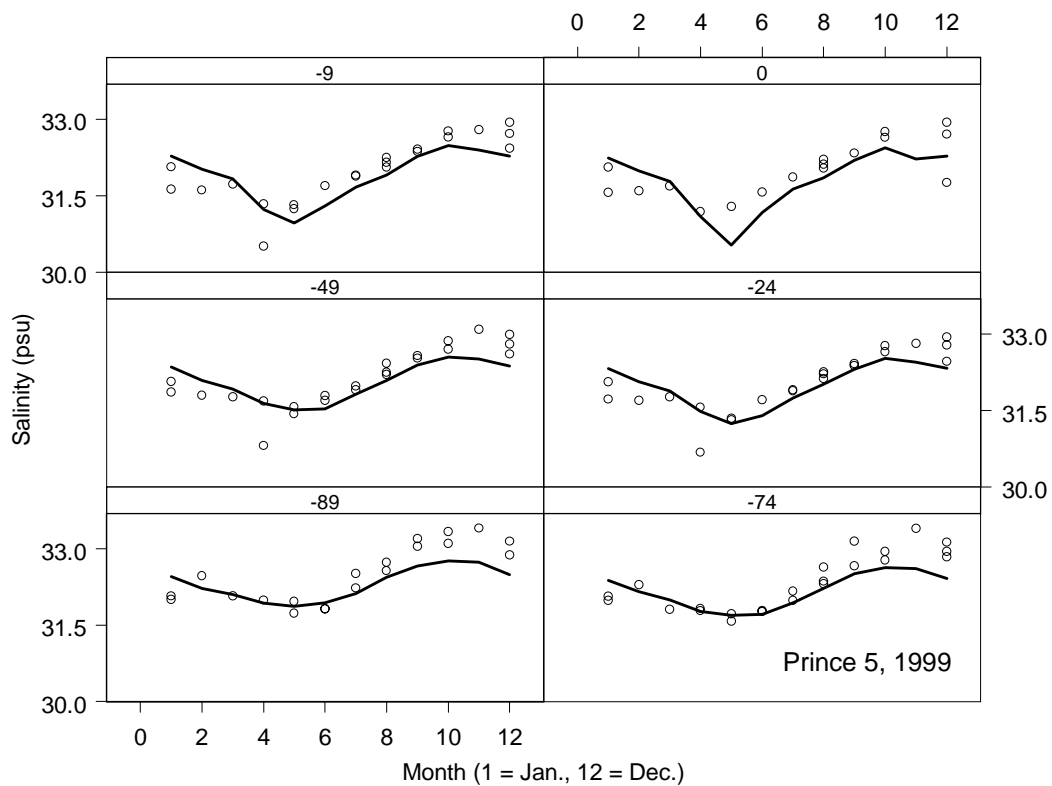 0 2 4 6 8 10 12
-9 0
33.0
31.5
30.0
-49 -24
33.0
31.5
30.0
-89 -74
33.0
31.5
30.0
Prince 5, 1999
0 2 4 6 8 10 12
Month (1 = Jan., 12 = Dec.)
Salinity (psu)